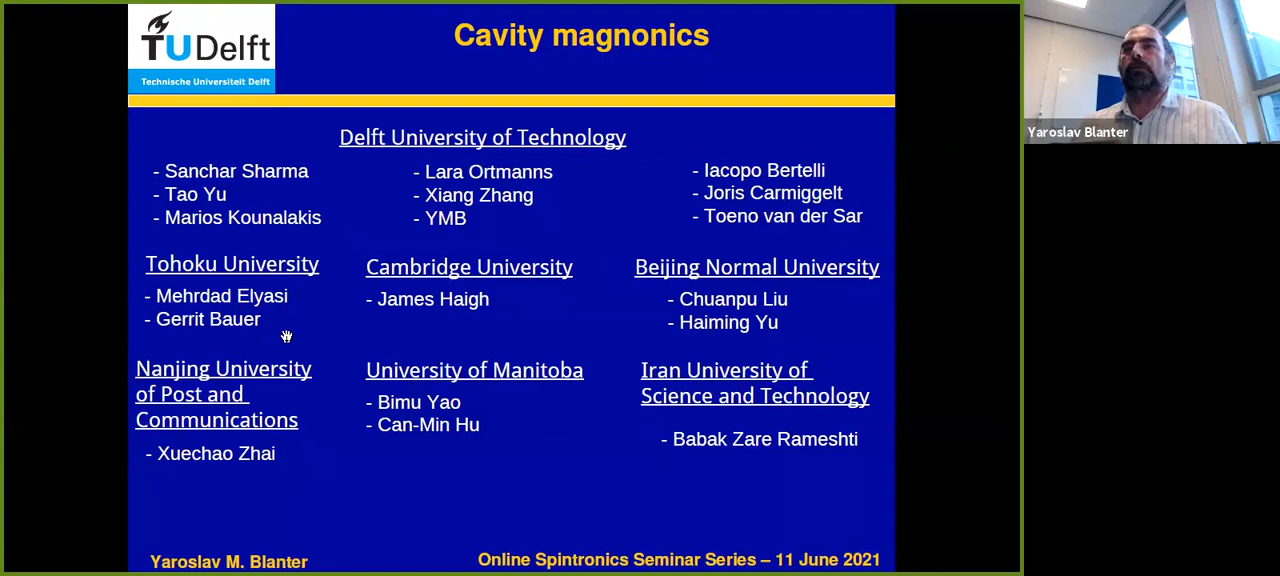 TUDelft
Technische Universiteit Delft
Cavity magnonics
Yaroslav Blanter
Delft University of Technology
- Sanchar Sharma
- Tao Yu
- Marios Kounalakis
- Lara Ortmanns
- Xiang Zhang
- YMB
- Iacopo Bertelli
- Joris Carmiggelt
- Toeno van der Sar
Tohoku University
- Mehrdad Elyasi
- Gerrit Bauer
Cambridge University
- James Haigh
Beijing Normal University
- Chuanpu Liu
- Haiming Yu
Nanjing University
of Post and
Communications
- Xuechao Zhai
University of Manitoba
- Bimu Yao
- Can-Min Hu
Iran University of
Science and Technology
- Babak Zare Rameshti
Yaroslav M. Blanter
Online Spintronics Seminar Series – 11 June 2021